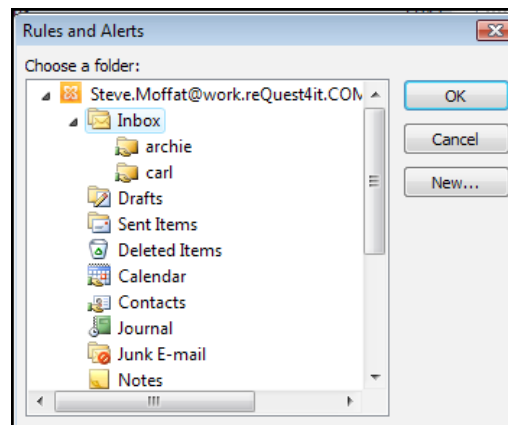 Rules and Alerts
Choose a folder:
Steve.Moffat@work.reQuest4it.COM
OK
Inbox
archie
Cancel
carl
New...
Drafts
Sent Items
Deleted Items
Calendar
Contacts
Journal
Junk E-mail
Notes